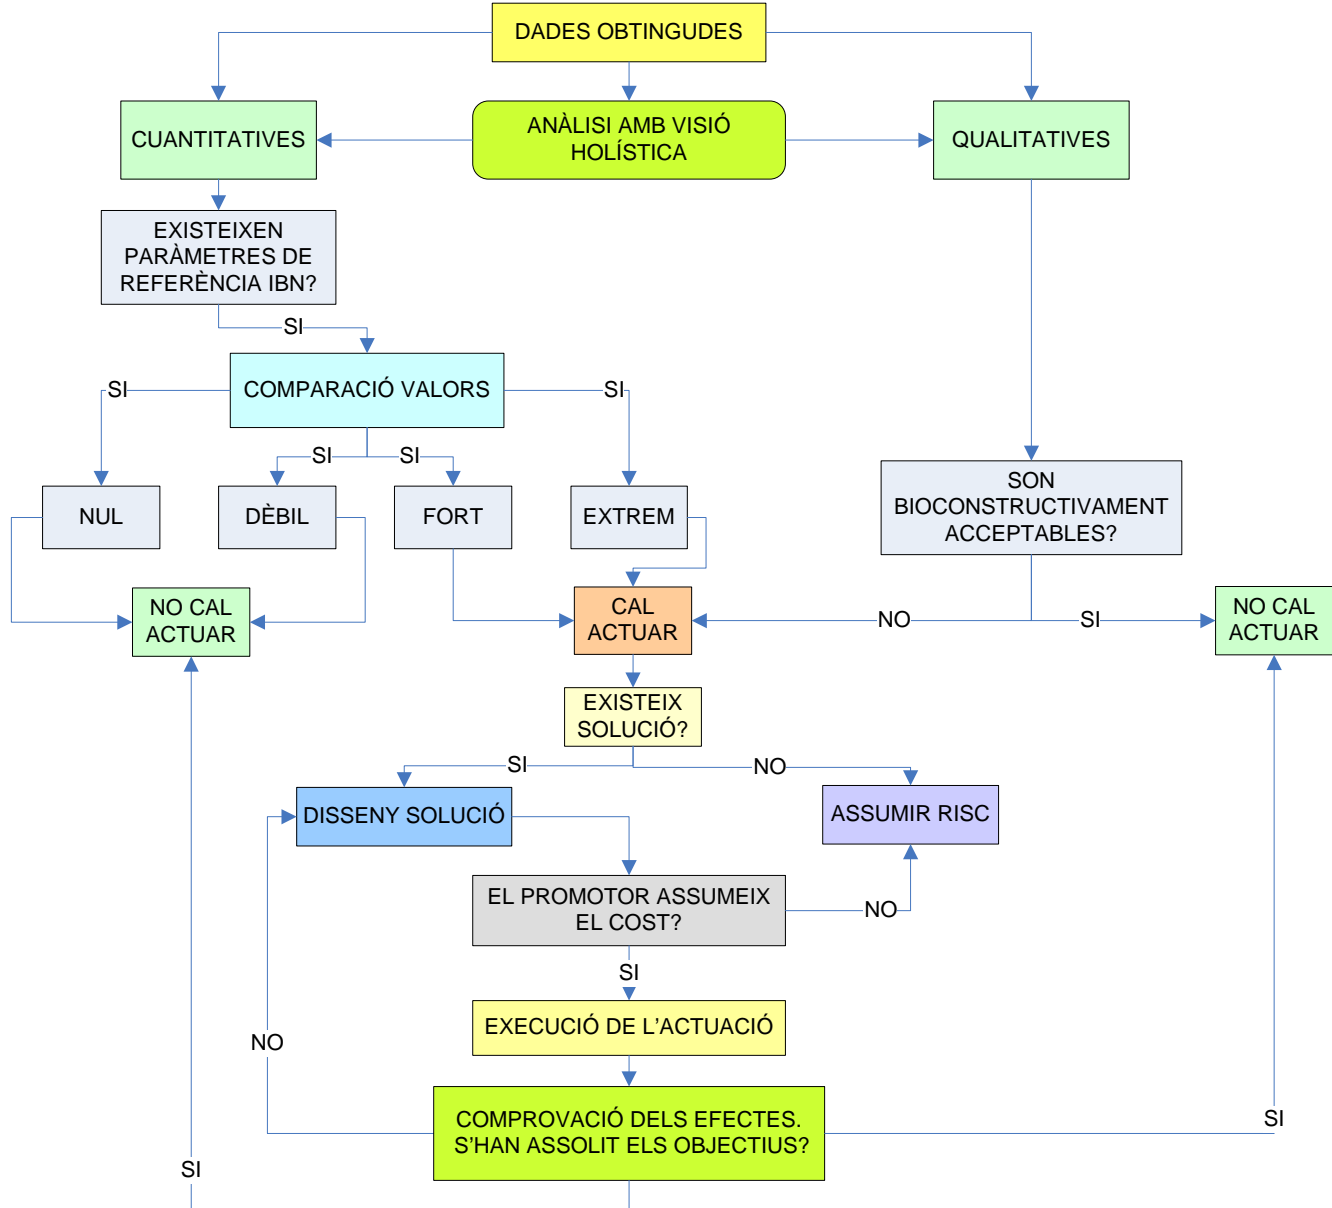 DADES OBTINGUDES
CUANTITATIVES
ANÀLISI AMB VISIÓ
HOLÍSTICA
QUALITATIVES
EXISTEIXEN
PARÀMETRES DE
REFERÈNCIA IBN?
SI
COMPARACIÓ VALORS
SI
SI
SI
SI
NUL
DÈBIL
FORT
EXTREM
SON
BIOCONSTRUCTIVAMENT
ACCEPTABLES?
NO CAL
ACTUAR
CAL
ACTUAR
NO
SI
NO CAL
ACTUAR
EXISTEIX
SOLUCIÓ?
SI
NO
DISSENY SOLUCIÓ
ASSUMIR RISC
EL PROMOTOR ASSUMEIX
EL COST?
NO
SI
EXECUCIÓ DE L'ACTUACIÓ
NO
COMPROVACIÓ DELS EFECTES.
S'HAN ASSOLIT ELS OBJECTIUS?
SI
SI